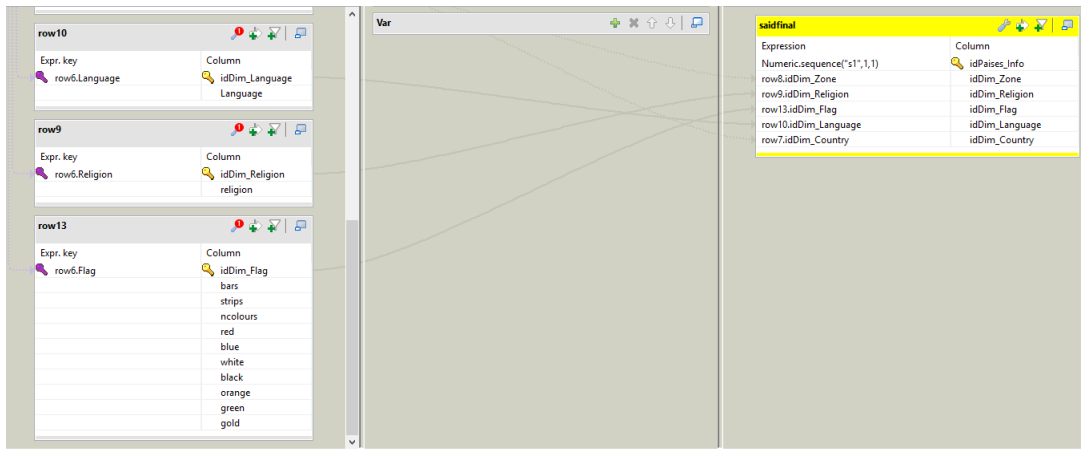 row10
Expr. key Column
row6.Language idDim_Language
Language
row9
Expr. key Column
row6.Religion idDim_Religion
religion
row13
Expr. key Column
row6.Flag idDim_Flag
bars
strips
ncolours
red
blue
white
black
orange
green
gold
Var
saidfinal
Expression Column
Numeric.sequence("s1",1,1) idPaises_Info
row8.idDim_Zone idDim_Zone
row9.idDim_Religion idDim_Religion
row13.idDim_Flag idDim_Flag
row10.idDim_Language idDim_Language
row7.idDim_Country idDim_Country